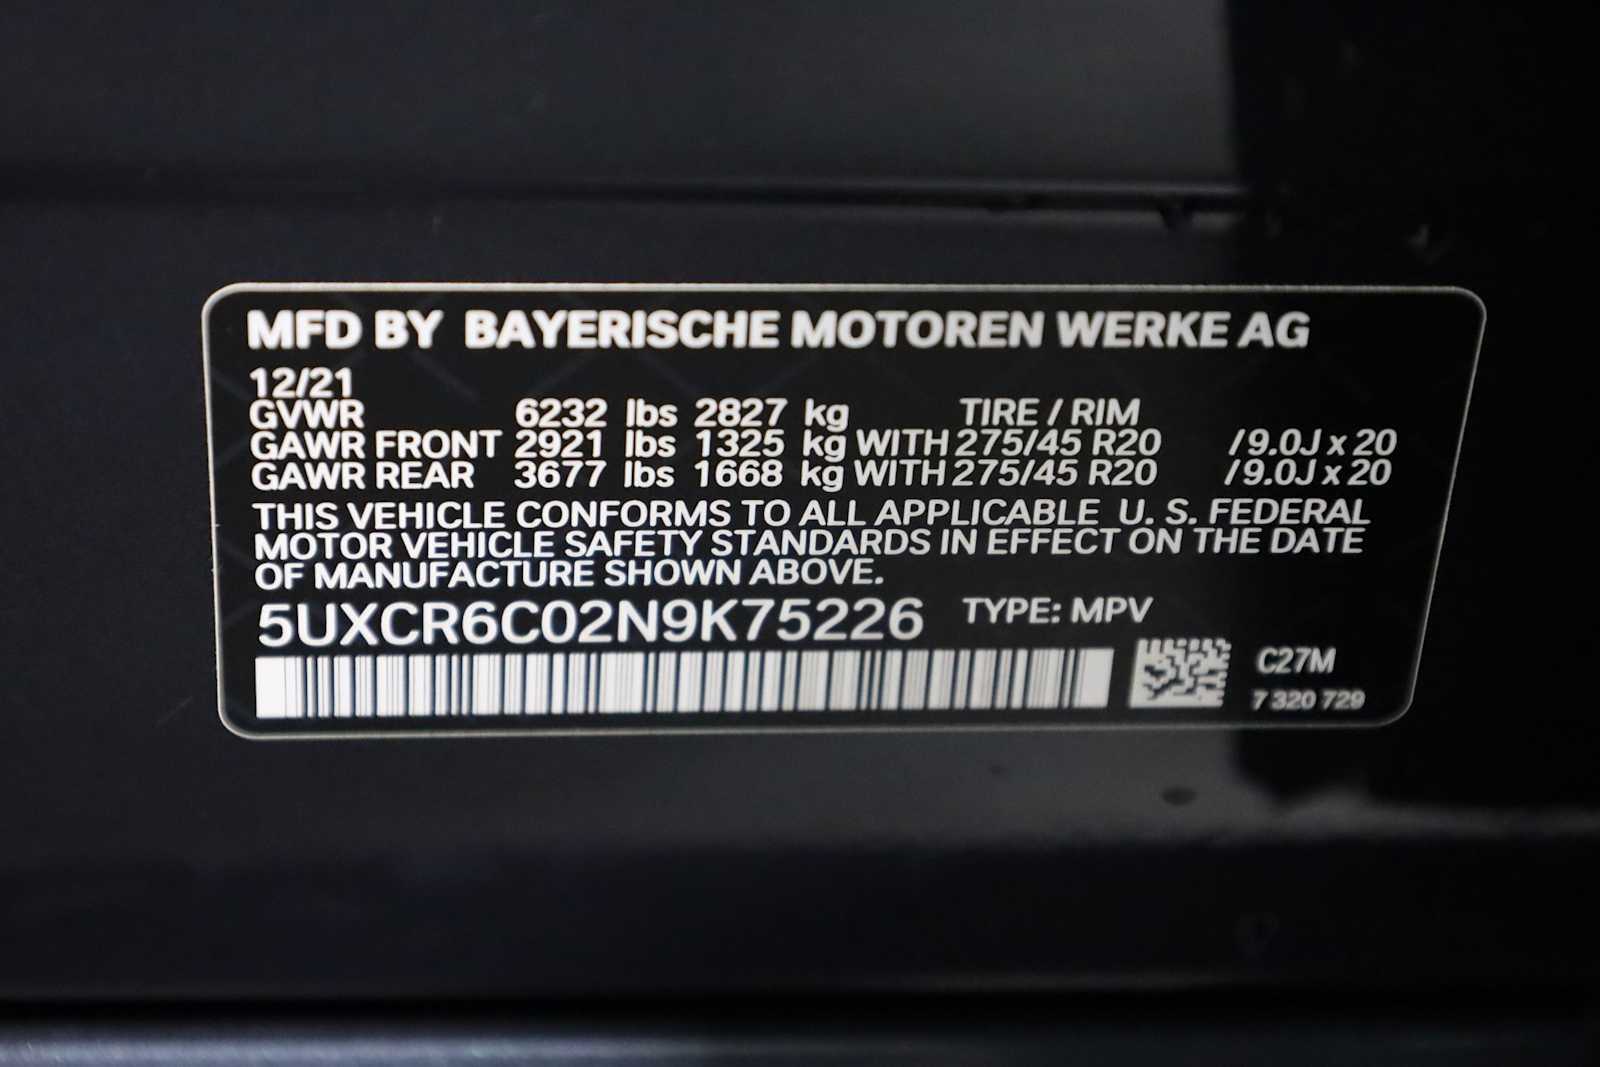 MFD BY BAYERISCHE MOTOREN WERKE AG
12/21
GVWR 6232 lbs 2827 kg TIRE / RIM
GAWR FRONT 2921 lbs 1325 kg WITH 275/45 R20 /9.0J x 20
GAWR REAR 3677 lbs 1668 kg WITH 275/45 R20 /9.0J x 20
THIS VEHICLE CONFORMS TO ALL APPLICABLE U. S. FEDERAL
MOTOR VEHICLE SAFETY STANDARDS IN EFFECT ON THE DATE
OF MANUFACTURE SHOWN ABOVE.
5UXCR6C02N9K75226 TYPE: MPV
C27M
7 320 729